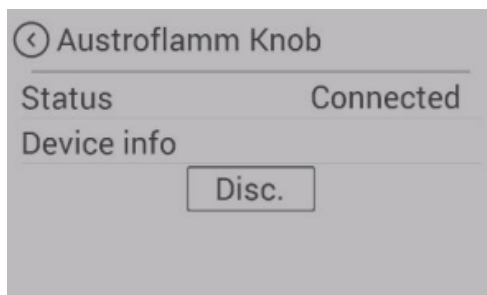 Austroflamm Knob
Status Connected
Device info
Disc.